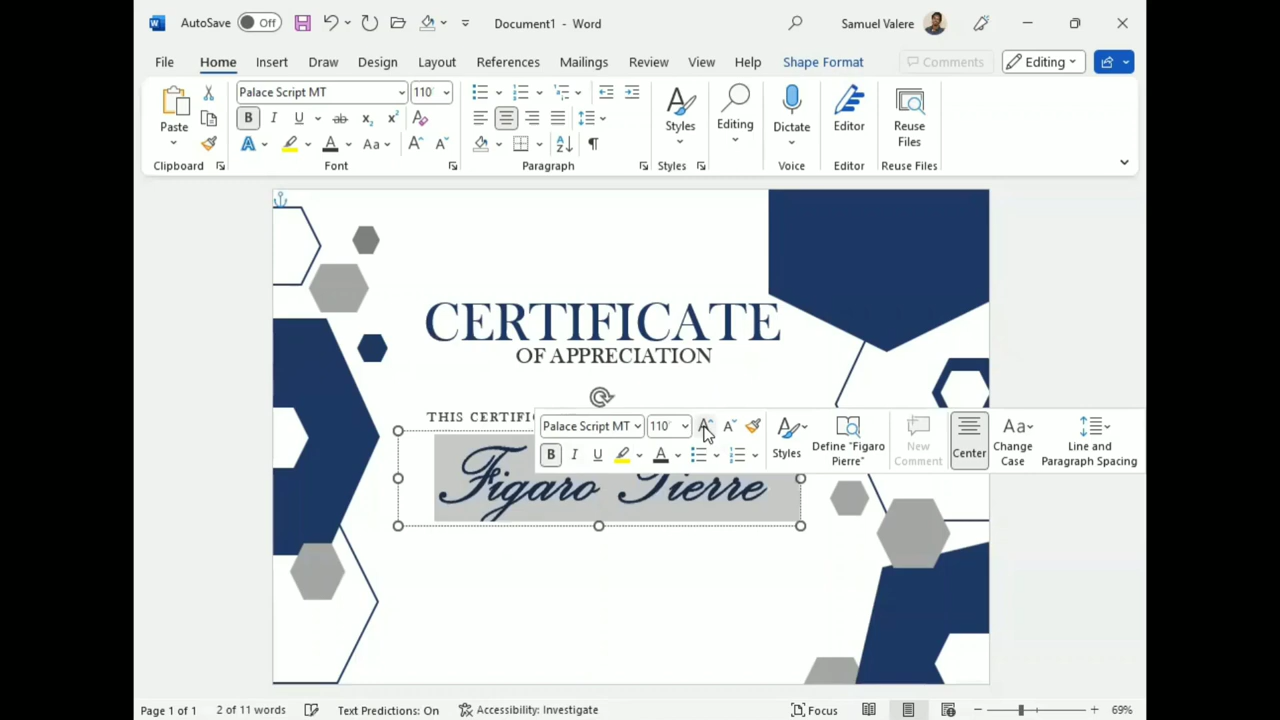 AutoSave Off Document1 - Word Samuel Valere
File Home Insert Draw Design Layout References Mailings Review View Help Shape Format Comments Editing
Palace Script MT 110
Paste
Clipboard Font Paragraph
Styles Editing Dictate Editor Reuse Files
Styles Voice Editor Reuse Files
CERTIFICATE
OF APPRECIATION
THIS CERTIFI
Palace Script MT 110
Styles Define "Figaro Pierre" New Comment Center Change Case Line and Paragraph Spacing
Figaro Pierre
Page 1 of 1 2 of 11 words Text Predictions: On Accessibility: Investigate Focus 69%